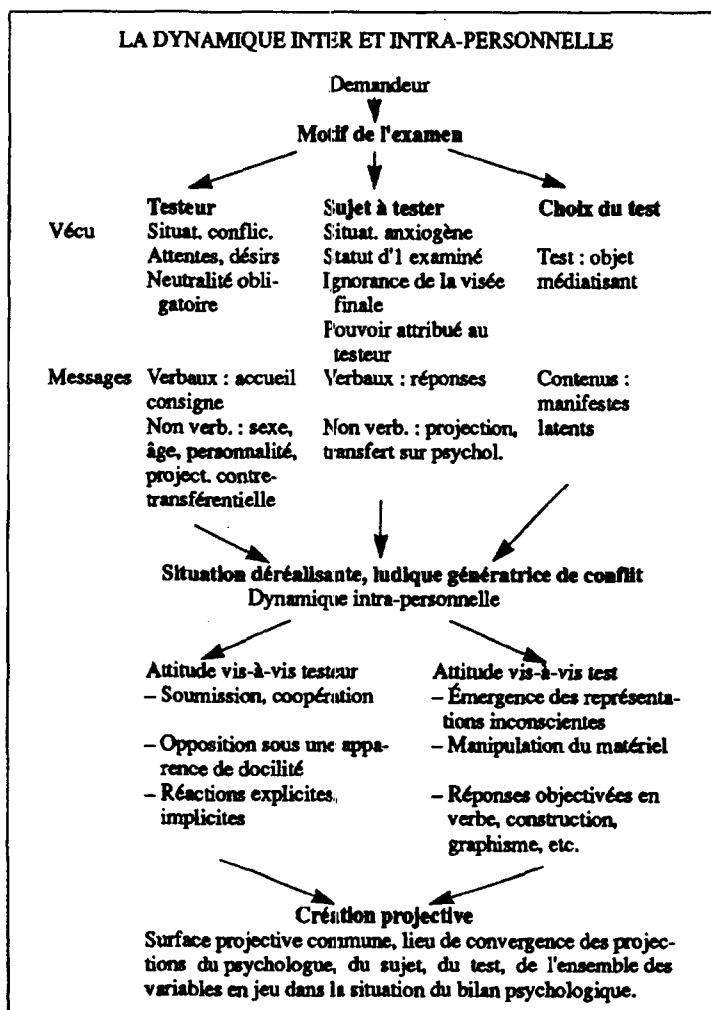 LA DYNAMIQUE INTER ET INTRA-PERSONNELLE
Demandeur
Motif de l'examen
Testeur
Sujet à tester
Choix du test
Vécu
Situat. conflic.
Attentes, désirs
Neutralité obli-
gatoire
Situat. anxiogène
Statut d'1 examiné
Ignorance de la visée
finale
Pouvoir attribué au
testeur
Test : objet
médiatisant
Messages
Verbaux : accueil
consigne
Non verb. : sexe,
âge, personnalité,
project. contre-
transférentielle
Verbaux : réponses
Non verb. : projection,
transfert sur psychol.
Contenus :
manifestes
latents
Situation déréalisante, ludique génératrice de conflit
Dynamique intra-personnelle
Attitude vis-à-vis testeur
– Soumission, coopération
– Opposition sous une appa-
rence de docilité
– Réactions explicites,
implicites
Attitude vis-à-vis test
– Émergence des représenta-
tions inconscientes
– Manipulation du matériel
– Réponses objectivées en
verbe, construction,
graphisme, etc.
Création projective
Surface projective commune, lieu de convergence des projec-
tions du psychologue, du sujet, du test, de l'ensemble des
variables en jeu dans la situation du bilan psychologique.